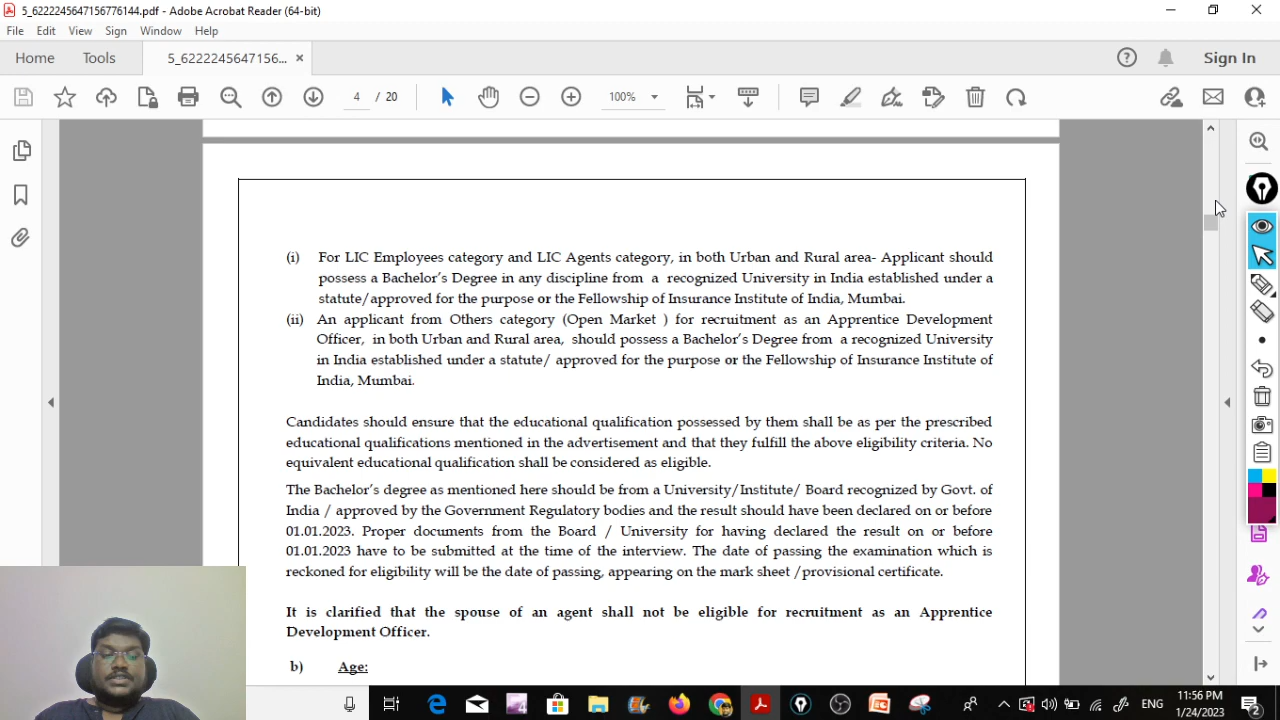 5_6222245647156776144.pdf - Adobe Acrobat Reader (64-bit)
File Edit View Sign Window Help
Home Tools 5_6222245647156... Sign In
4 / 20 100%
(i) For LIC Employees category and LIC Agents category, in both Urban and Rural area- Applicant should
possess a Bachelor's Degree in any discipline from a recognized University in India established under a
statute/approved for the purpose or the Fellowship of Insurance Institute of India, Mumbai.
(ii) An applicant from Others category (Open Market ) for recruitment as an Apprentice Development
Officer, in both Urban and Rural area, should possess a Bachelor's Degree from a recognized University
in India established under a statute/ approved for the purpose or the Fellowship of Insurance Institute of
India, Mumbai.
Candidates should ensure that the educational qualification possessed by them shall be as per the prescribed
educational qualifications mentioned in the advertisement and that they fulfill the above eligibility criteria. No
equivalent educational qualification shall be considered as eligible.
The Bachelor's degree as mentioned here should be from a University/Institute/ Board recognized by Govt. of
India / approved by the Government Regulatory bodies and the result should have been declared on or before
01.01.2023. Proper documents from the Board / University for having declared the result on or before
01.01.2023 have to be submitted at the time of the interview. The date of passing the examination which is
reckoned for eligibility will be the date of passing, appearing on the mark sheet /provisional certificate.
It is clarified that the spouse of an agent shall not be eligible for recruitment as an Apprentice
Development Officer.
b) Age:
ENG
11:56 PM
1/24/2023
2